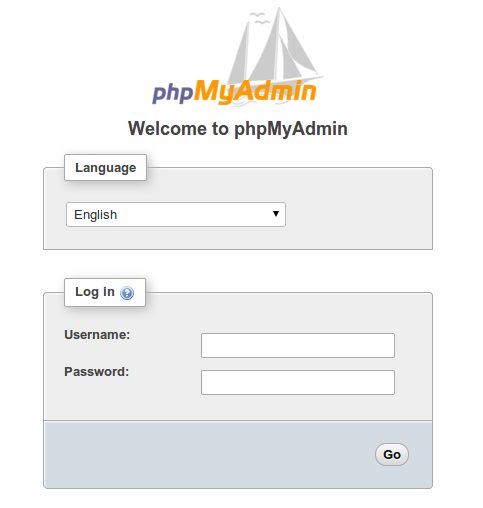 phpMyAdmin
Welcome to phpMyAdmin
Language
English
Log in
Username:
Password:
Go